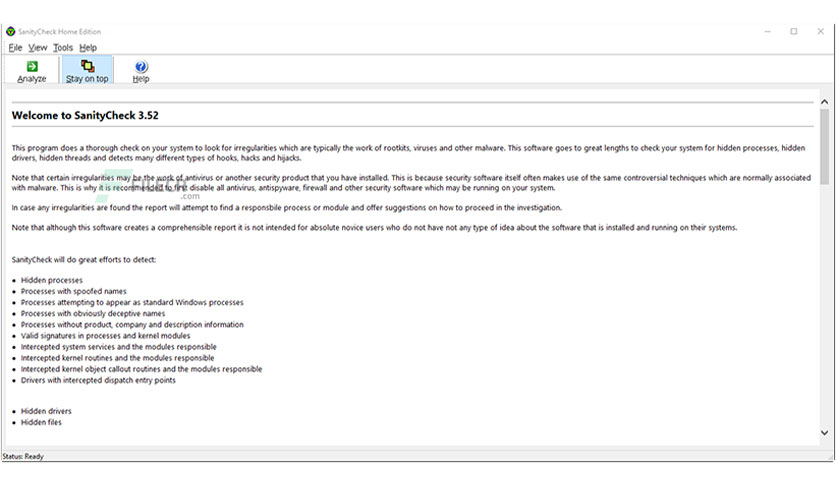 SanityCheck Home Edition
File View Tools Help
Analyze Stay on top Help
Welcome to SanityCheck 3.52
This program does a thorough check on your system to look for irregularities which are typically the work of rootkits, viruses and other malware. This software goes to great lengths to check your system for hidden processes, hidden
drivers, hidden threads and detects many different types of hooks, hacks and hijacks.
Note that certain irregularities may be the work of antivirus or another security product that you have installed. This is because security software itself often makes use of the same controversial techniques which are normally associated
with malware. This is why it is recommended to first disable all antivirus, antispyware, firewall and other security software which may be running on your system.
.com
In case any irregularities are found the report will attempt to find a responsible process or module and offer suggestions on how to proceed in the investigation.
Note that although this software creates a comprehensible report it is not intended for absolute novice users who do not have not any type of idea about the software that is installed and running on their systems.
SanityCheck will do great efforts to detect:
• Hidden processes
• Processes with spoofed names
• Processes attempting to appear as standard Windows processes
• Processes with obviously deceptive names
• Processes without product, company and description information
• Valid signatures in processes and kernel modules
• Intercepted system services and the modules responsible
• Intercepted kernel routines and the modules responsible
• Intercepted kernel object callout routines and the modules responsible
• Drivers with intercepted dispatch entry points
• Hidden drivers
• Hidden files
Status: Ready